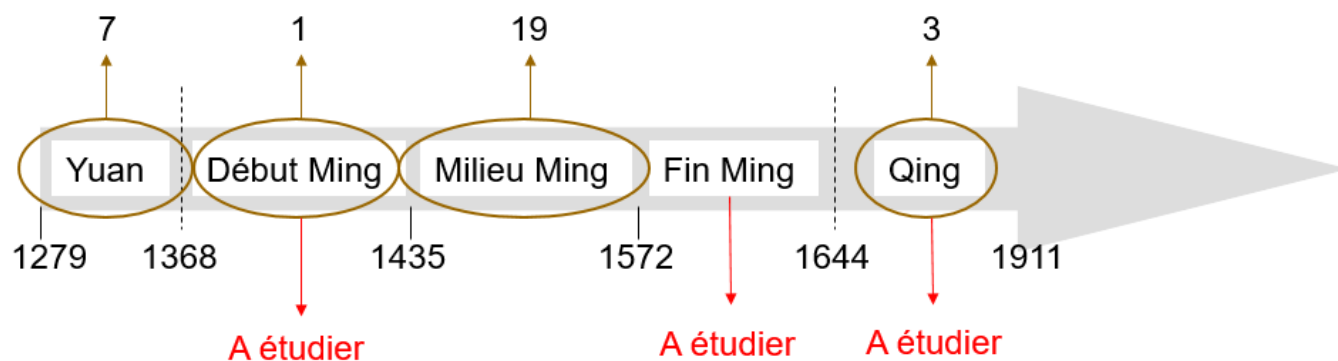 7 1 19 3
Yuan Début Ming Milieu Ming Fin Ming Qing
1279 1368 1435 1572 1644 1911
A étudier A étudier A étudier